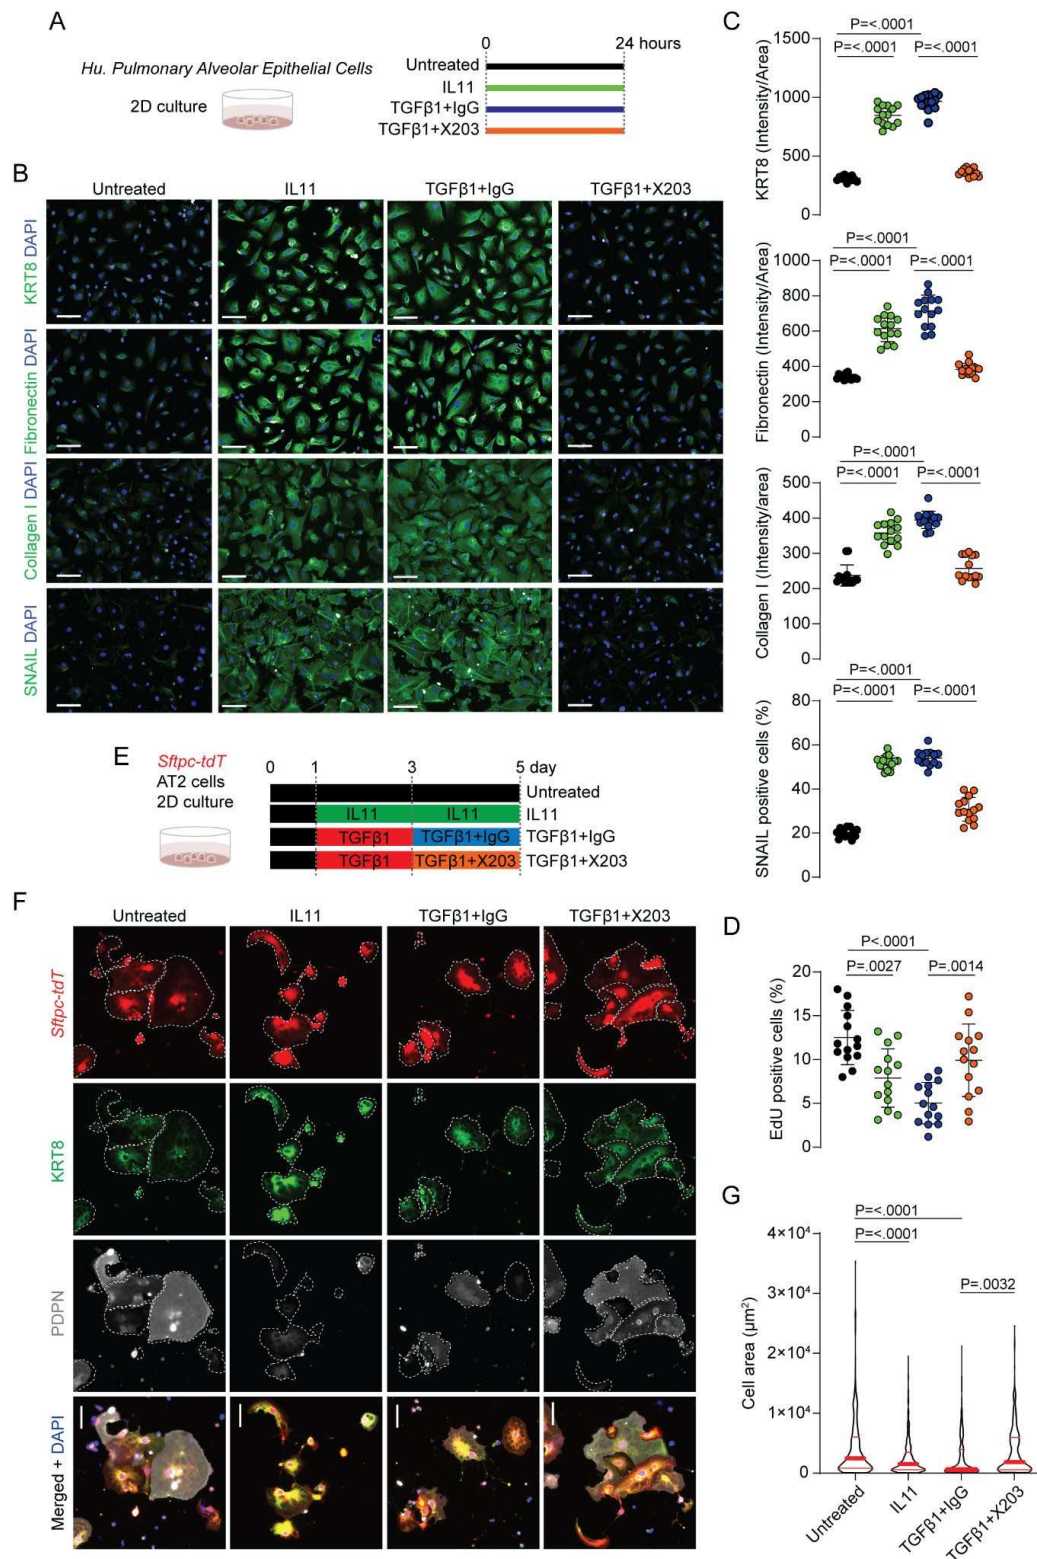 A
0 24 hours
Hu. Pulmonary Alveolar Epithelial Cells
2D culture
Untreated
IL11
TGFβ1+IgG
TGFβ1+X203
B
Untreated IL11 TGFβ1+IgG TGFβ1+X203
KRT8 DAPI
Fibronectin DAPI
Collagen I DAPI
SNAIL DAPI
C
KRT8 (Intensity/Area)
1500
1000
500
0
P=<.0001
P=<.0001 P=<.0001
Fibronectin (Intensity/Area)
1000
800
600
400
200
0
P=<.0001
P=<.0001 P=<.0001
Collagen I (Intensity/area)
500
400
300
200
100
0
P=<.0001
P=<.0001 P=<.0001
SNAIL positive cells (%)
80
60
40
20
0
P=<.0001
P=<.0001 P=<.0001
D
EdU positive cells (%)
20
15
10
5
0
P<.0001
P=.0027 P=.0014
E
Sftpc-tdT
AT2 cells
2D culture
0 1 3 5 day
Untreated
IL11 IL11 IL11
TGFβ1 TGFβ1+IgG TGFβ1+IgG
TGFβ1 TGFβ1+X203 TGFβ1+X203
F
Untreated IL11 TGFβ1+IgG TGFβ1+X203
Sftpc-tdT
KRT8
PDPN
Merged + DAPI
G
Cell area (µm²)
4×10⁴
3×10⁴
2×10⁴
1×10⁴
0
P=<.0001
P=<.0001
P=.0032
Untreated
IL11
TGFβ1+IgG
TGFβ1+X203